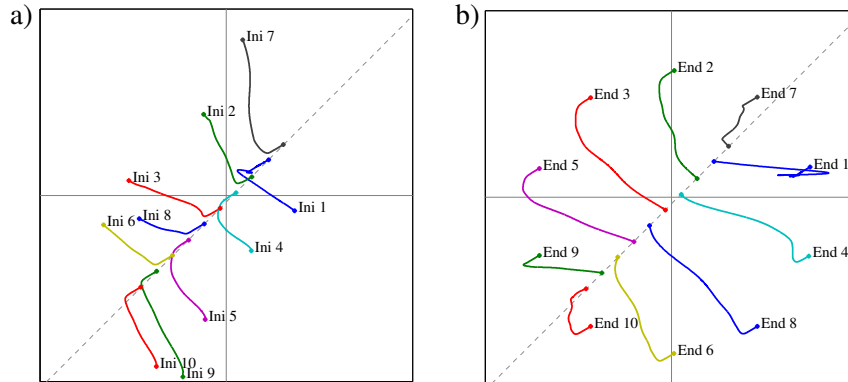 a)
Ini 7
Ini 2
Ini 3
Ini 1
Ini 8
Ini 6
Ini 4
Ini 5
Ini 10
Ini 9
b)
End 2
End 7
End 3
End 5
End 1
End 9
End 4
End 10
End 8
End 6